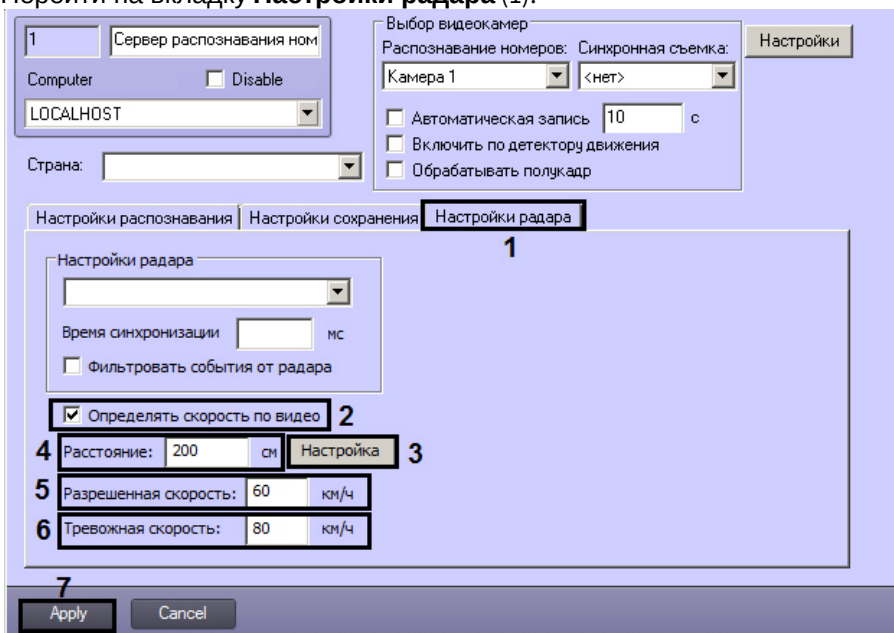 Перейти на вкладку Настройки радара (1).
1
Сервер распознавания ном
Computer
Disable
LOCALHOST
Страна:
Выбор видеокамер
Распознавание номеров:
Синхронная съемка:
Камера 1
<нет>
Автоматическая запись
10
с
Включить по детектору движения
Обрабатывать полукадр
Настройки
Настройки распознавания
Настройки сохранения
Настройки радара
1
Настройки радара
Время синхронизации
мс
Фильтровать события от радара
Определять скорость по видео
2
4
Расстояние:
200
см
Настройка
3
5
Разрешенная скорость:
60
км/ч
6
Тревожная скорость:
80
км/ч
7
Apply
Cancel